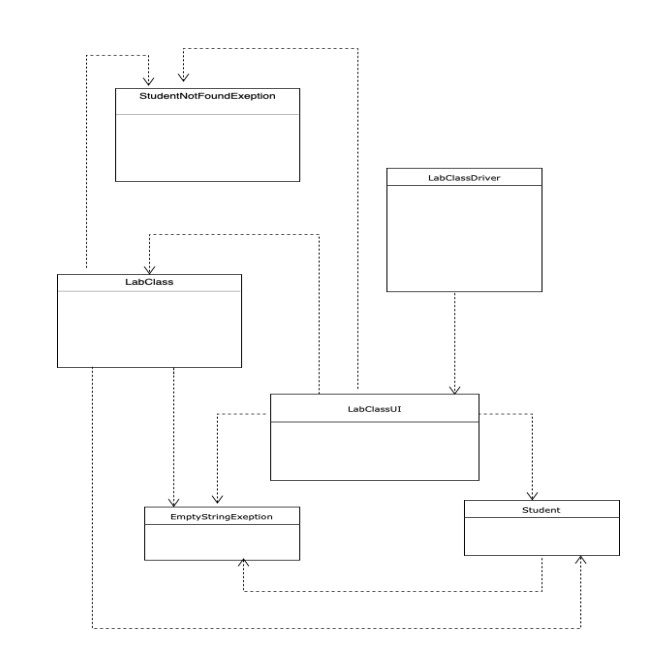 StudentNotFoundExeption
LabClassDriver
LabClass
LabClassUI
EmptyStringExeption
Student